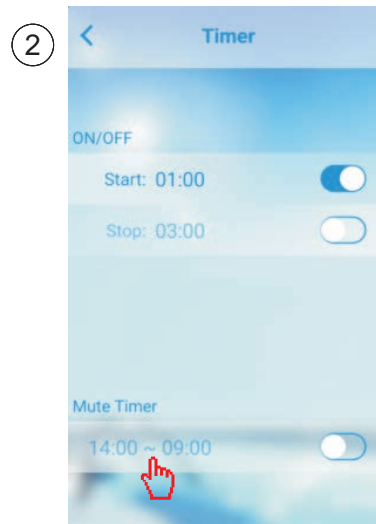 ②
Timer
ON/OFF
Start: 01:00
Stop: 03:00
Mute Timer
14:00 ~ 09:00